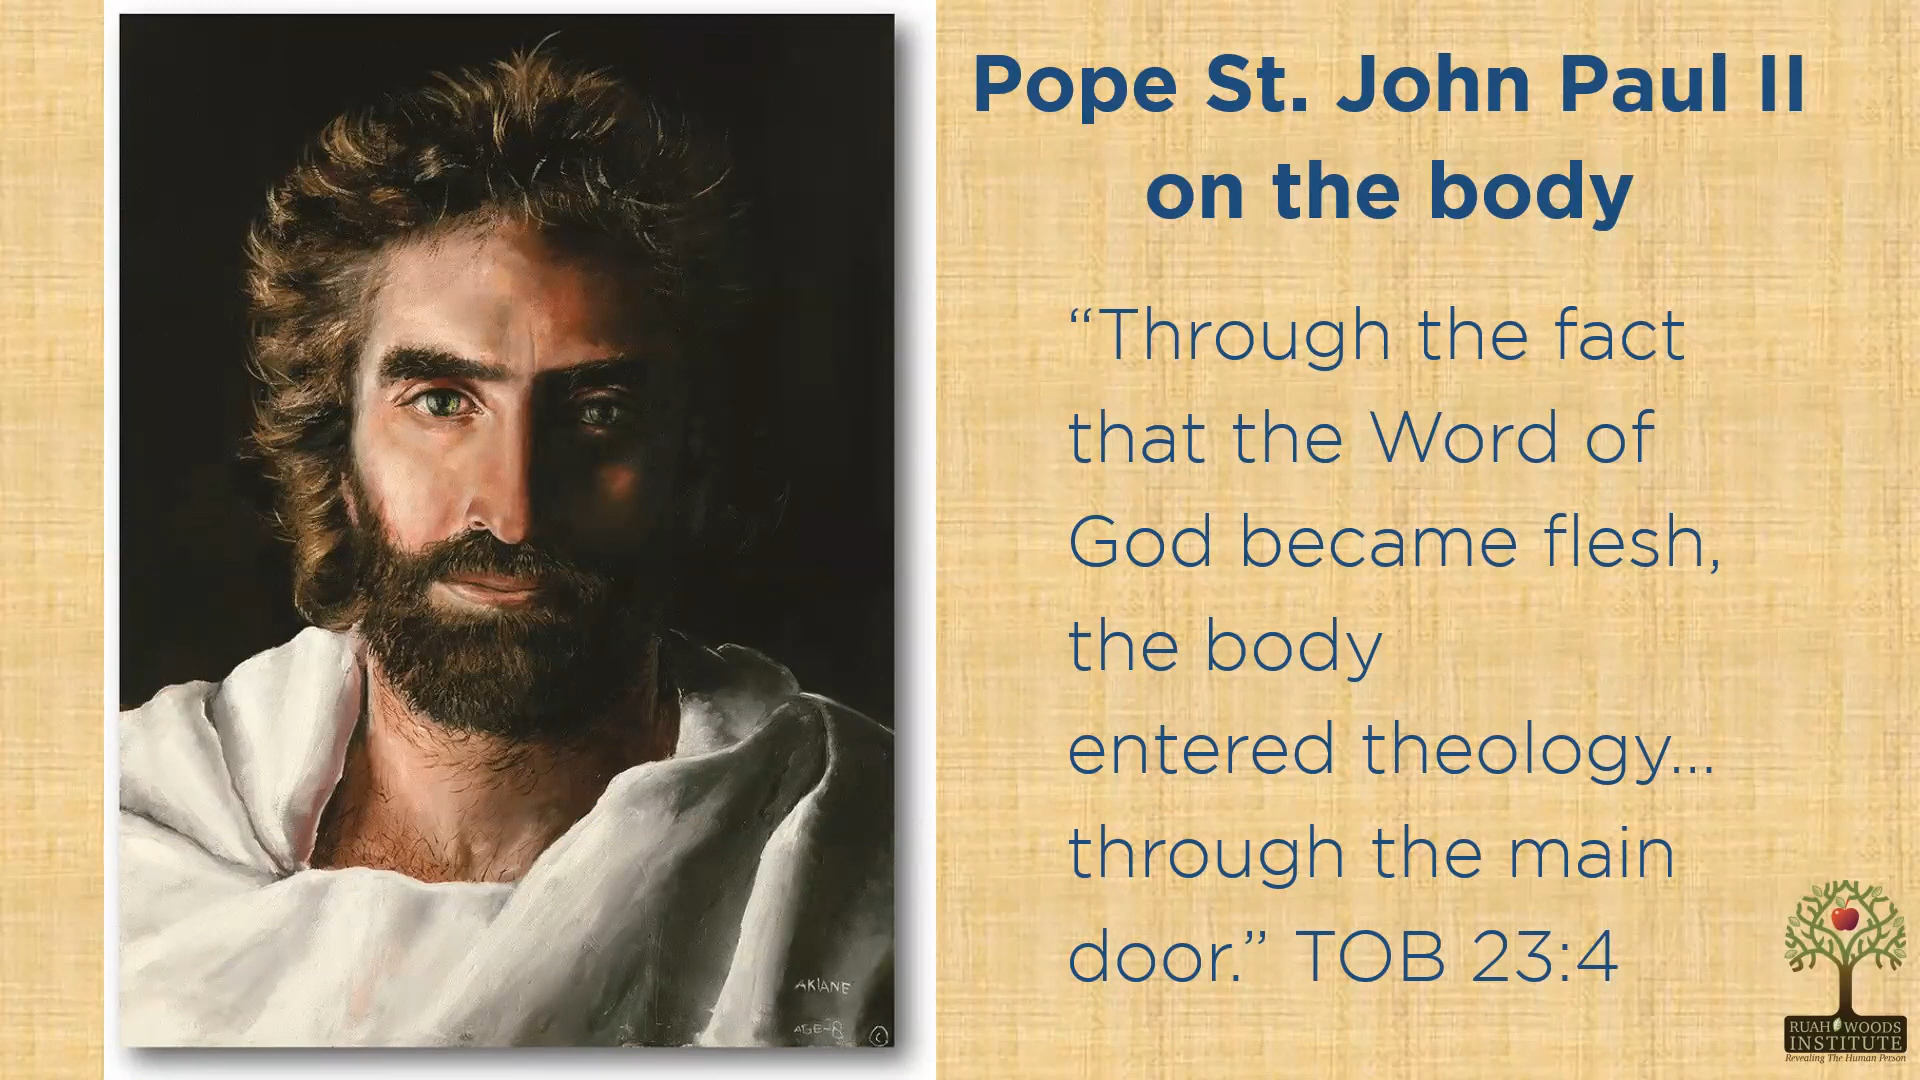 Pope St. John Paul II
on the body
“Through the fact
that the Word of
God became flesh,
the body
entered theology...
through the main
door.” TOB 23:4
AKIANE
AGE-8
©
RUAH WOODS
INSTITUTE
Revealing The Human Person